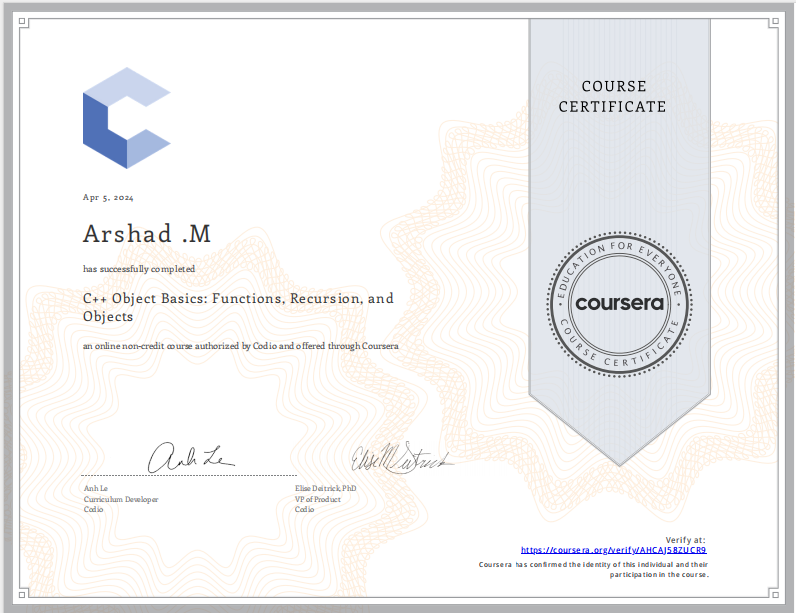 COURSE
CERTIFICATE
Apr 5, 2024
Arshad .M
has successfully completed
C++ Object Basics: Functions, Recursion, and
Objects
an online non-credit course authorized by Codio and offered through Coursera
EDUCATION FOR EVERYONE
coursera
COURSE CERTIFICATE
Anh Le
Elise M Deitrick
Anh Le
Curriculum Developer
Codio
Elise Deitrick, PhD
VP of Product
Codio
Verify at:
https://coursera.org/verify/AHCAJ58ZUCR9
Coursera has confirmed the identity of this individual and their
participation in the course.